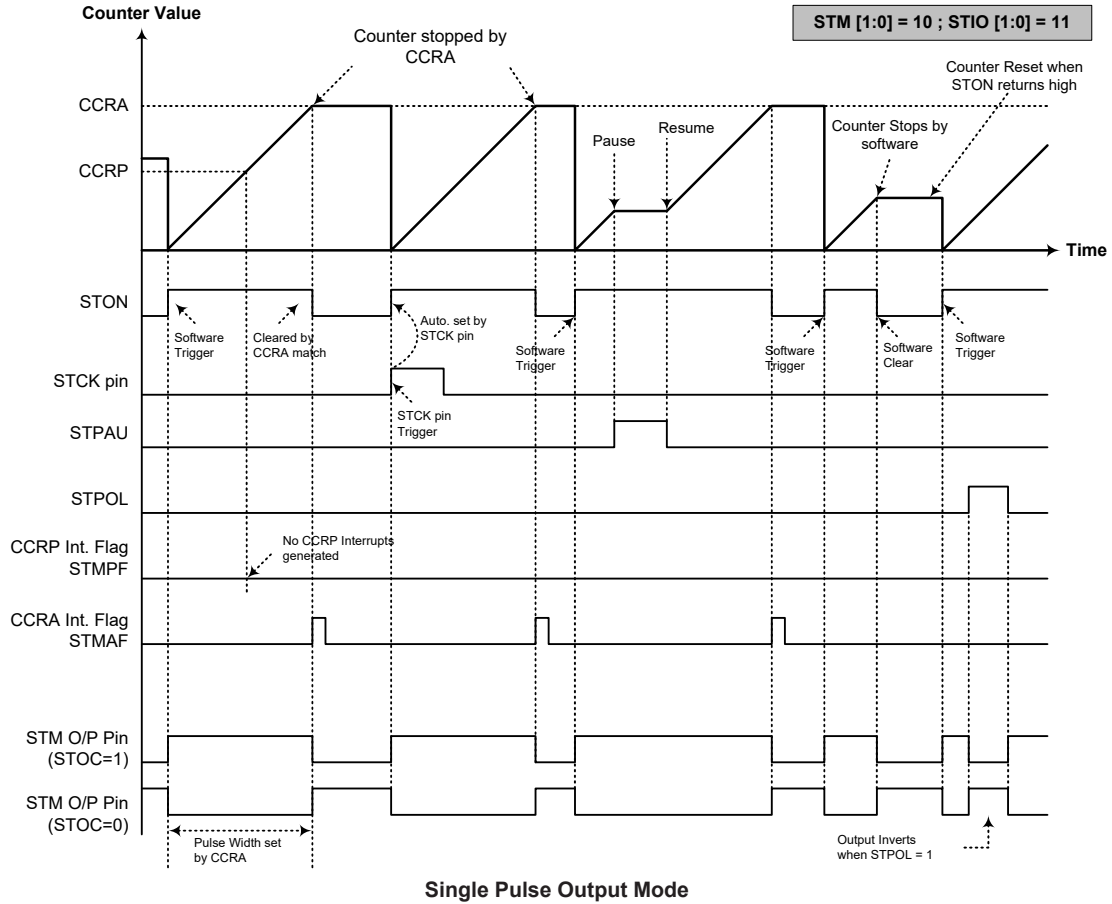 Counter Value
STM [1:0] = 10 ; STIO [1:0] = 11
Counter stopped by
CCRA
Counter Reset when
STON returns high
CCRA
Pause
Resume
Counter Stops by
software
CCRP
Time
STON
Software
Trigger
Cleared by
CCRA match
Auto. set by
STCK pin
Software
Trigger
Software
Trigger
Software
Clear
Software
Trigger
STCK pin
STCK pin
Trigger
STPAU
STPOL
No CCRP Interrupts
generated
CCRP Int. Flag
STMPF
CCRA Int. Flag
STMAF
STM O/P Pin
(STOC=1)
STM O/P Pin
(STOC=0)
Pulse Width set
by CCRA
Output Inverts
when STPOL = 1
Single Pulse Output Mode